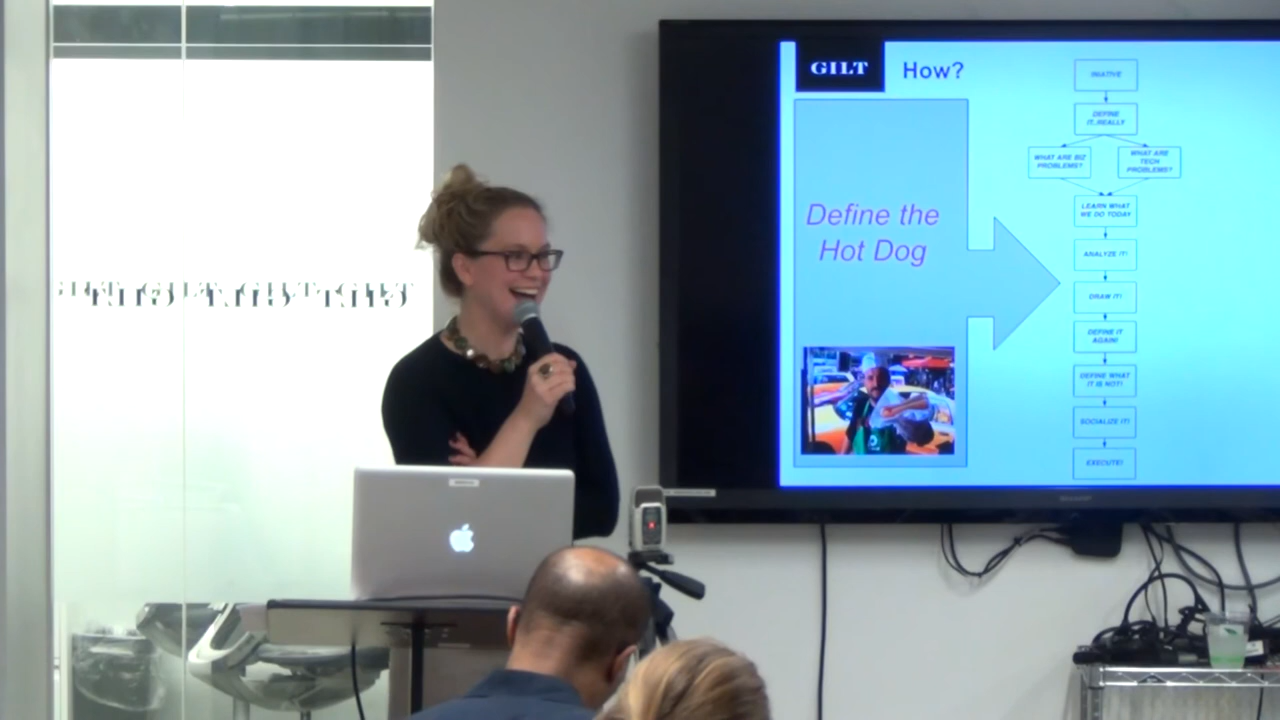 GILT
How?
Define the
Hot Dog
INIATIVE
DEFINE
IT..REALLY
WHAT ARE BIZ
PROBLEMS?
WHAT ARE
TECH
PROBLEMS?
LEARN WHAT
WE DO TODAY
ANALYZE IT!
DRAW IT!
DEFINE IT
AGAIN!
DEFINE WHAT
IT IS NOT!
SOCIALIZE IT!
EXECUTE!
SHARP